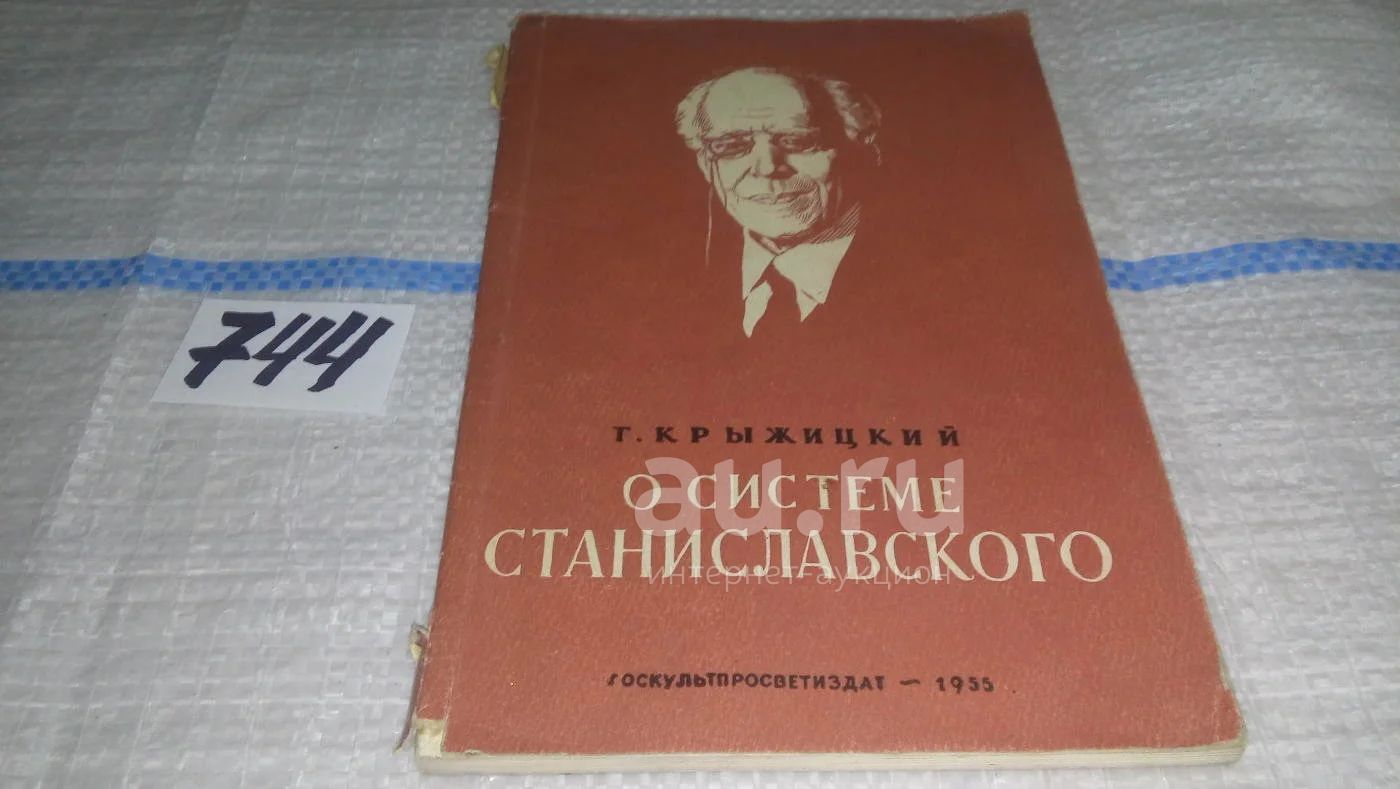 744
Г. КРЫЖИЦКИЙ
О СИСТЕМЕ
СТАНИСЛАВСКОГО
au.ru
интернет-аукцион
ГОСКУЛЬТПРОСВЕТИЗДАТ — 1955